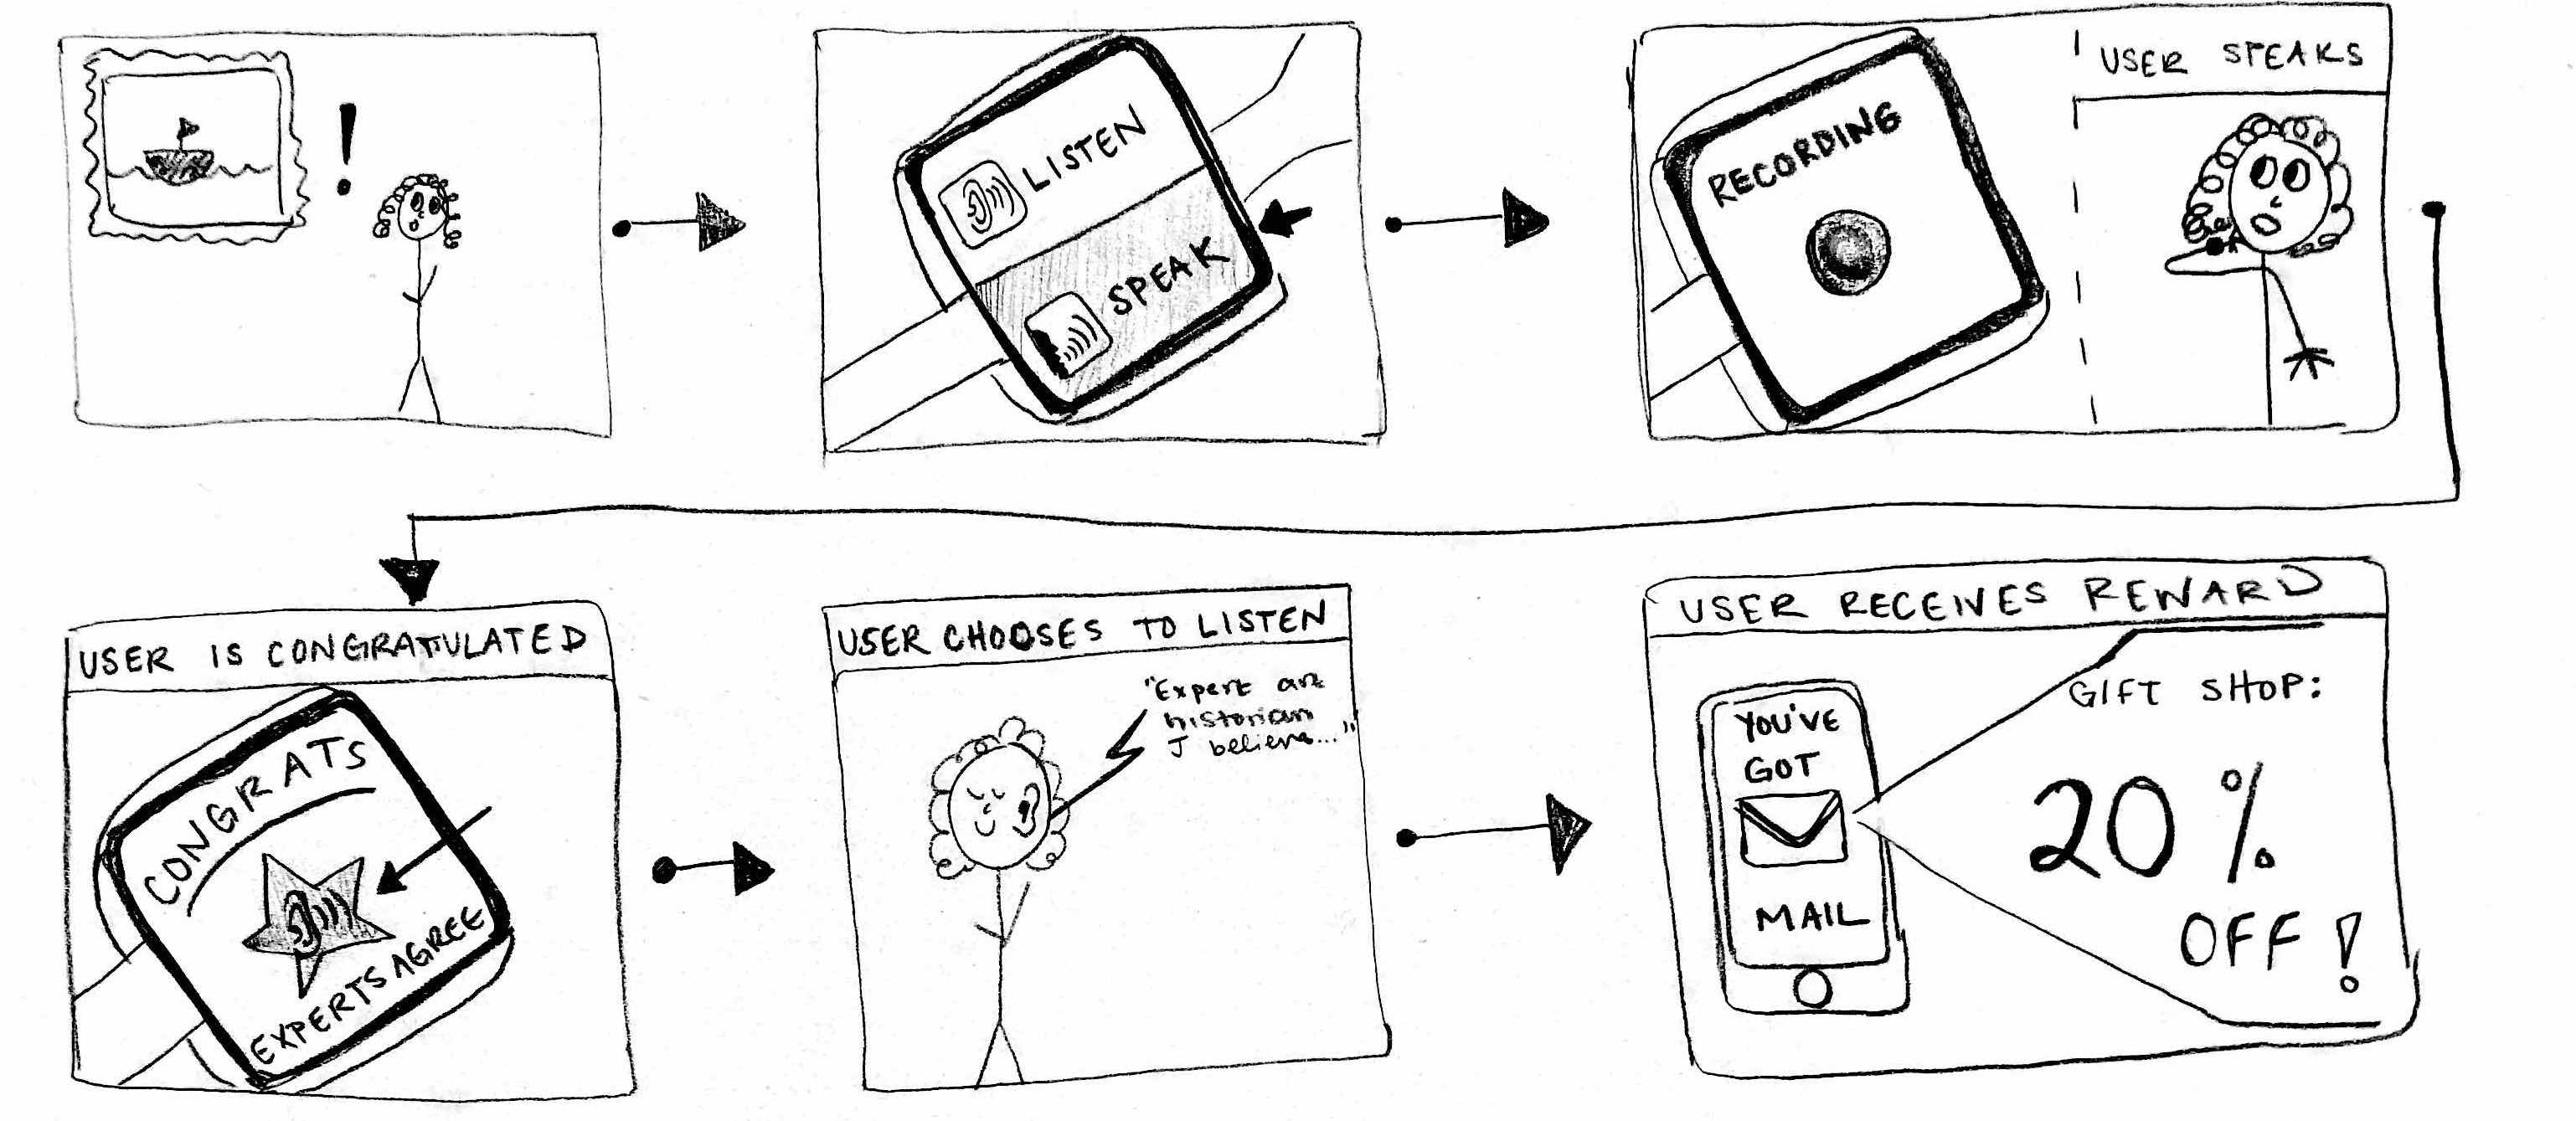 !
LISTEN
SPEAK
RECORDING
USER SPEAKS
USER IS CONGRATULATED
CONGRATS
EXPERTS AGREE
USER CHOOSES TO LISTEN
"Expert art
historian
J believes..."
USER RECEIVES REWARD
YOU'VE
GOT
MAIL
GIFT SHOP:
20%
OFF!